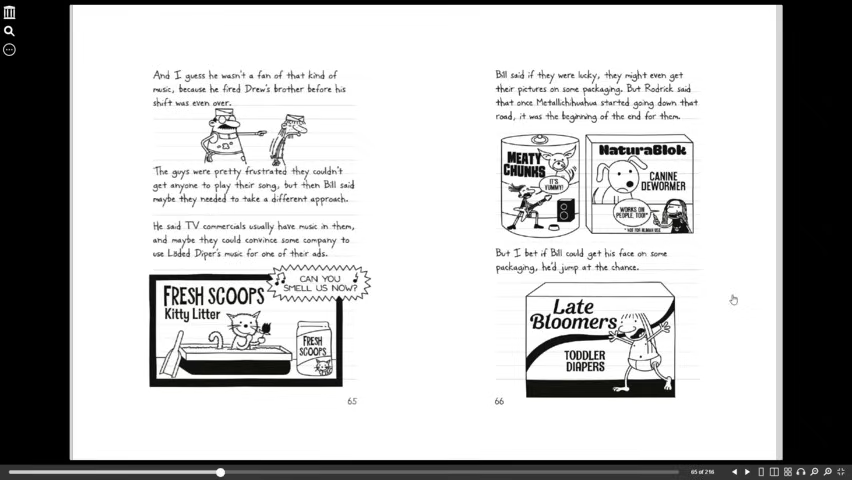 And I guess he wasn't a fan of that kind of
music, because he fired Drew's brother before his
shift was even over.
The guys were pretty frustrated they couldn't
get anyone to play their song, but then Bill said
maybe they needed to take a different approach.
He said TV commercials usually have music in them,
and maybe they could convince some company to
use Löded Diper's music for one of their ads.
CAN YOU
SMELL US NOW?
FRESH SCOOPS
Kitty Litter
FRESH
SCOOPS
65
Bill said if they were lucky, they might even get
their pictures on some packaging. But Rodrick said
that once Metallichihuahua started going down that
road, it was the beginning of the end for them.
MEATY
CHUNKS
IT'S
YUMMY!
NaturaBlok
CANINE
DEWORMER
WORKS ON
PEOPLE TOO!*
* NOT FOR HUMAN USE.
But I bet if Bill could get his face on some
packaging, he'd jump at the chance.
Late
Bloomers
TODDLER
DIAPERS
66
65 of 216